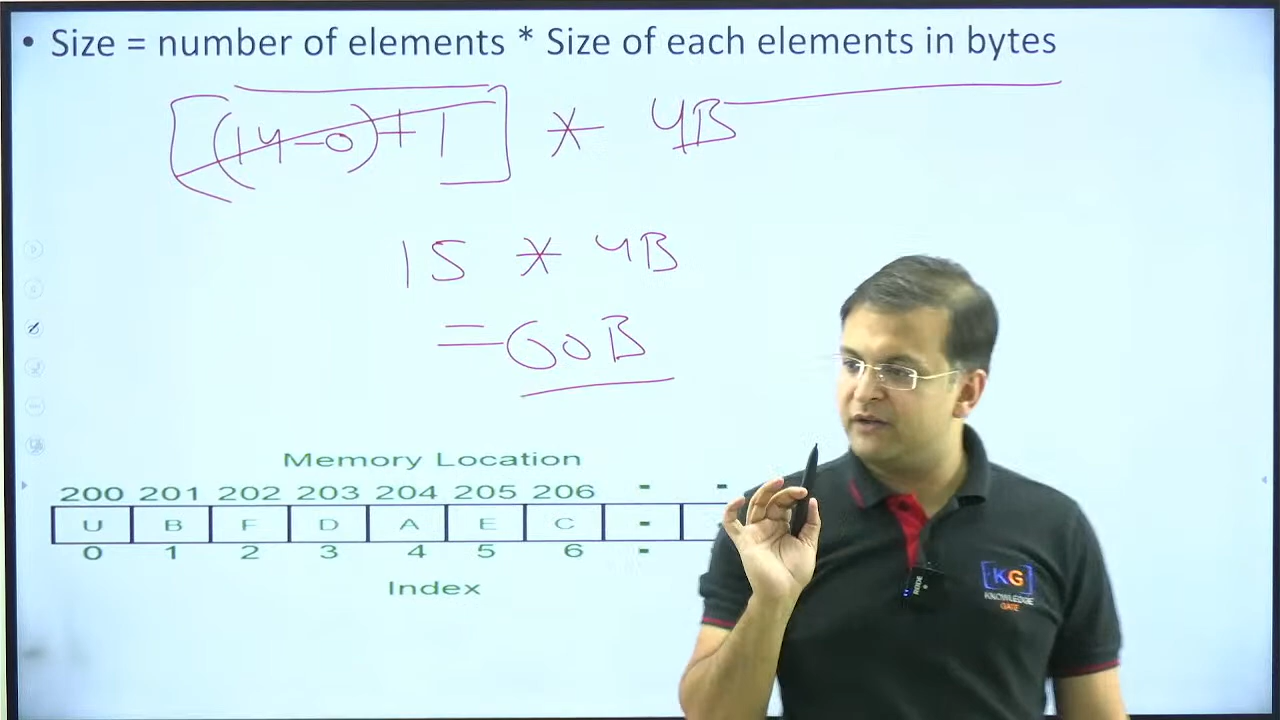 • Size = number of elements * Size of each elements in bytes
[(14-0)+1] * 4B
15 * 4B
= 60B
Memory Location
200 201 202 203 204 205 206 - -
U B F D A E C -
0 1 2 3 4 5 6 -
Index
KG
KNOWLEDGE
GATE